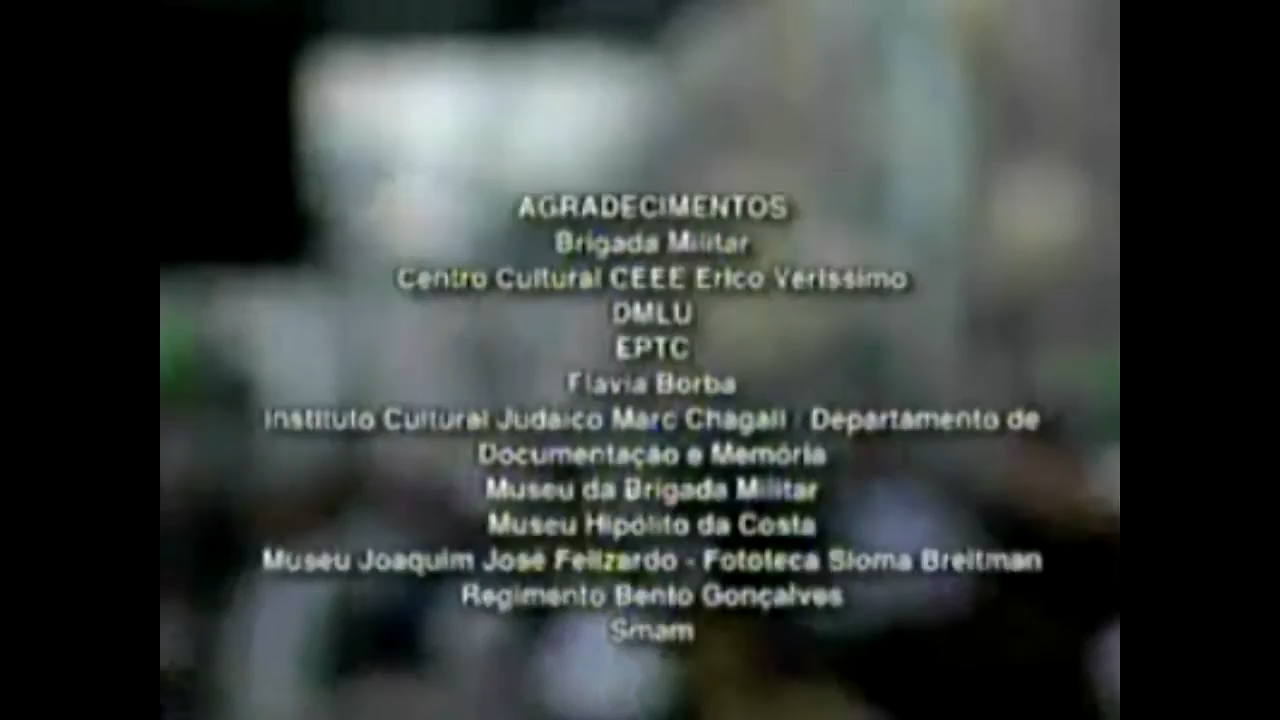 AGRADECIMENTOS
Brigada Militar
Centro Cultural CEEE Erico Verissimo
DMLU
EPTC
Flavia Borba
Instituto Cultural Judaico Marc Chagall - Departamento de
Documentação e Memória
Museu da Brigada Militar
Museu Hipólito da Costa
Museu Joaquim José Felizardo - Fototeca Sioma Breitman
Regimento Bento Gonçalves
Smam